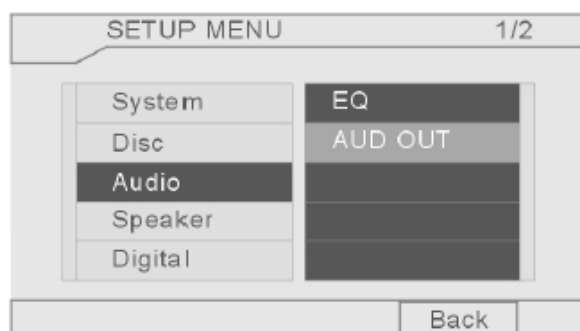 SETUP MENU 1/2
System EQ
Disc AUD OUT
Audio
Speaker
Digital
Back